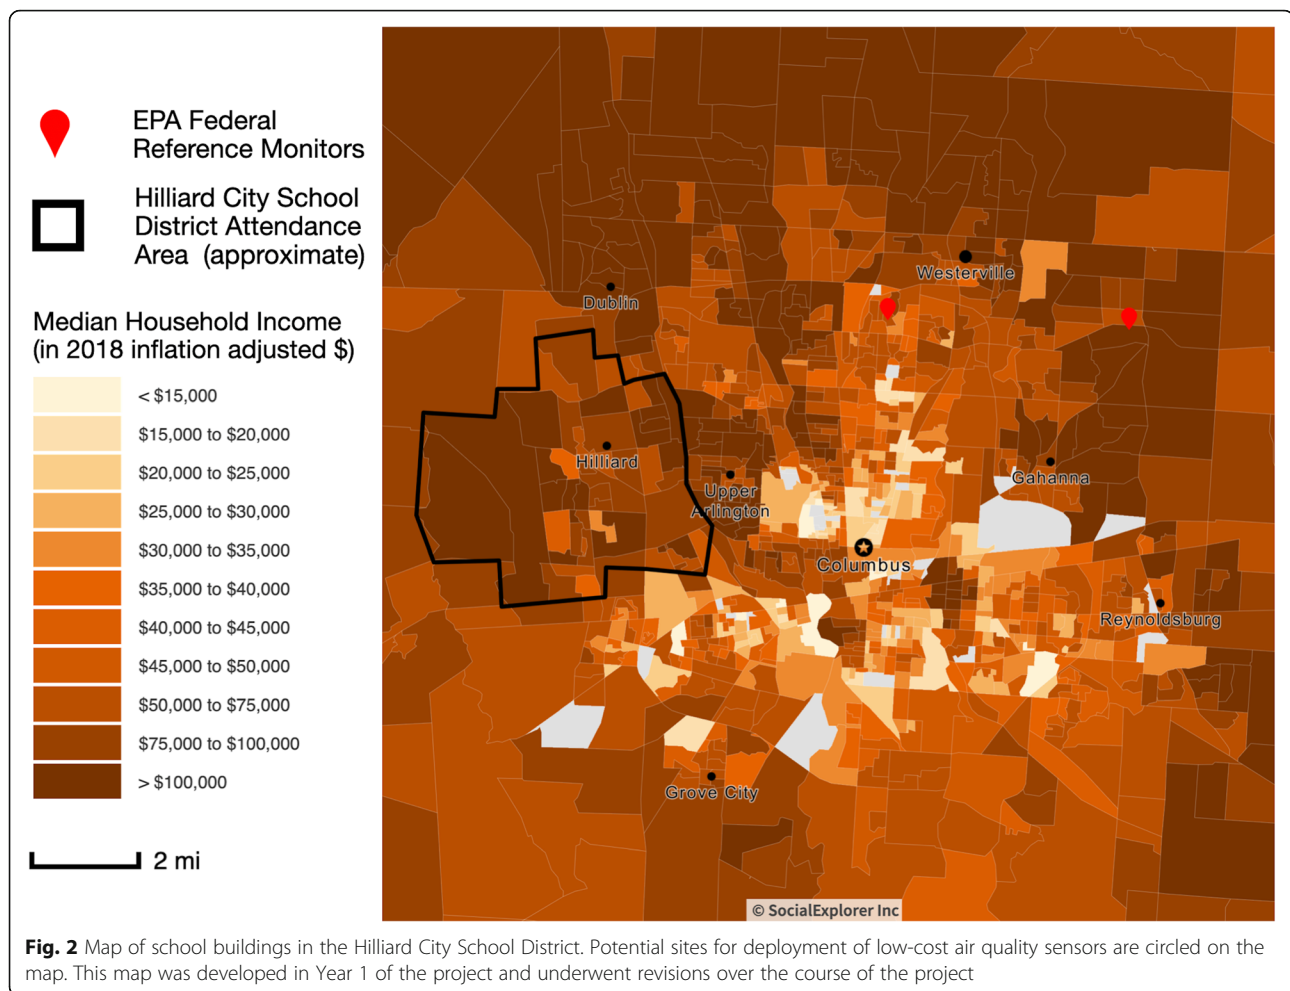 EPA Federal
Reference Monitors
Hilliard City School
District Attendance
Area (approximate)
Median Household Income
(in 2018 inflation adjusted $)
< $15,000
$15,000 to $20,000
$20,000 to $25,000
$25,000 to $30,000
$30,000 to $35,000
$35,000 to $40,000
$40,000 to $45,000
$45,000 to $50,000
$50,000 to $75,000
$75,000 to $100,000
> $100,000
2 mi
Westerville
Dublin
Hilliard
Gahanna
Upper
Arlington
Columbus
Reynoldsburg
Grove City
© SocialExplorer Inc
Fig. 2 Map of school buildings in the Hilliard City School District. Potential sites for deployment of low-cost air quality sensors are circled on the
map. This map was developed in Year 1 of the project and underwent revisions over the course of the project